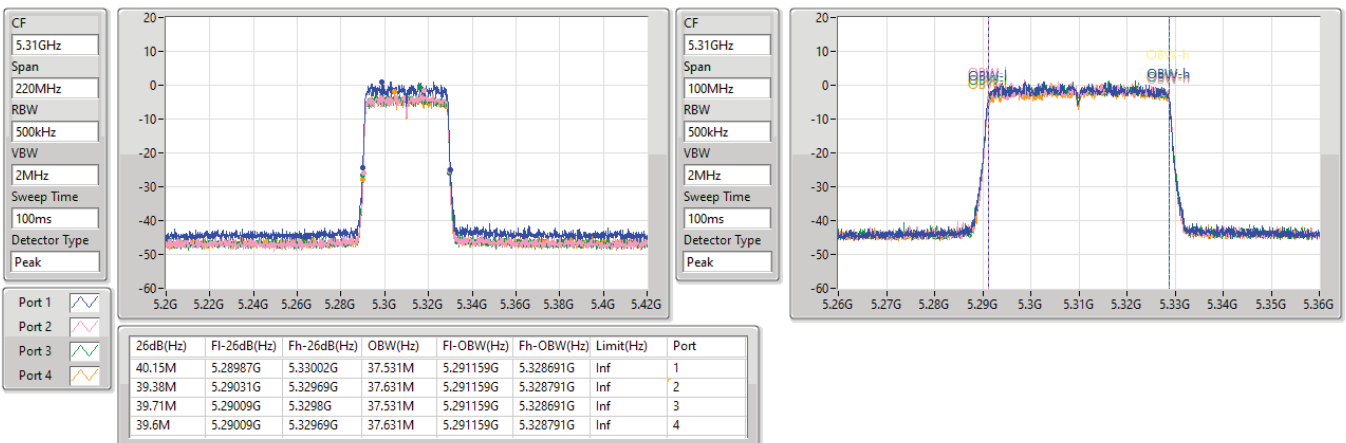 CF
5.31GHz
Span
220MHz
RBW
500kHz
VBW
2MHz
Sweep Time
100ms
Detector Type
Peak
20
10
0
-10
-20
-30
-40
-50
-60
5.2G 5.22G 5.24G 5.26G 5.28G 5.3G 5.32G 5.34G 5.36G 5.38G 5.4G 5.42G
CF
5.31GHz
Span
100MHz
RBW
500kHz
VBW
2MHz
Sweep Time
100ms
Detector Type
Peak
20
10
0
-10
-20
-30
-40
-50
-60
OBW-h
OBW-l
OBW-h
5.26G 5.27G 5.28G 5.29G 5.3G 5.31G 5.32G 5.33G 5.34G 5.35G 5.36G
Port 1
Port 2
Port 3
Port 4
26dB(Hz) Fl-26dB(Hz) Fh-26dB(Hz) OBW(Hz) Fl-OBW(Hz) Fh-OBW(Hz) Limit(Hz) Port
40.15M 5.28987G 5.33002G 37.531M 5.291159G 5.328691G Inf 1
39.38M 5.29031G 5.32969G 37.631M 5.291159G 5.328791G Inf 2
39.71M 5.29009G 5.3298G 37.531M 5.291159G 5.328691G Inf 3
39.6M 5.29009G 5.32969G 37.631M 5.291159G 5.328791G Inf 4